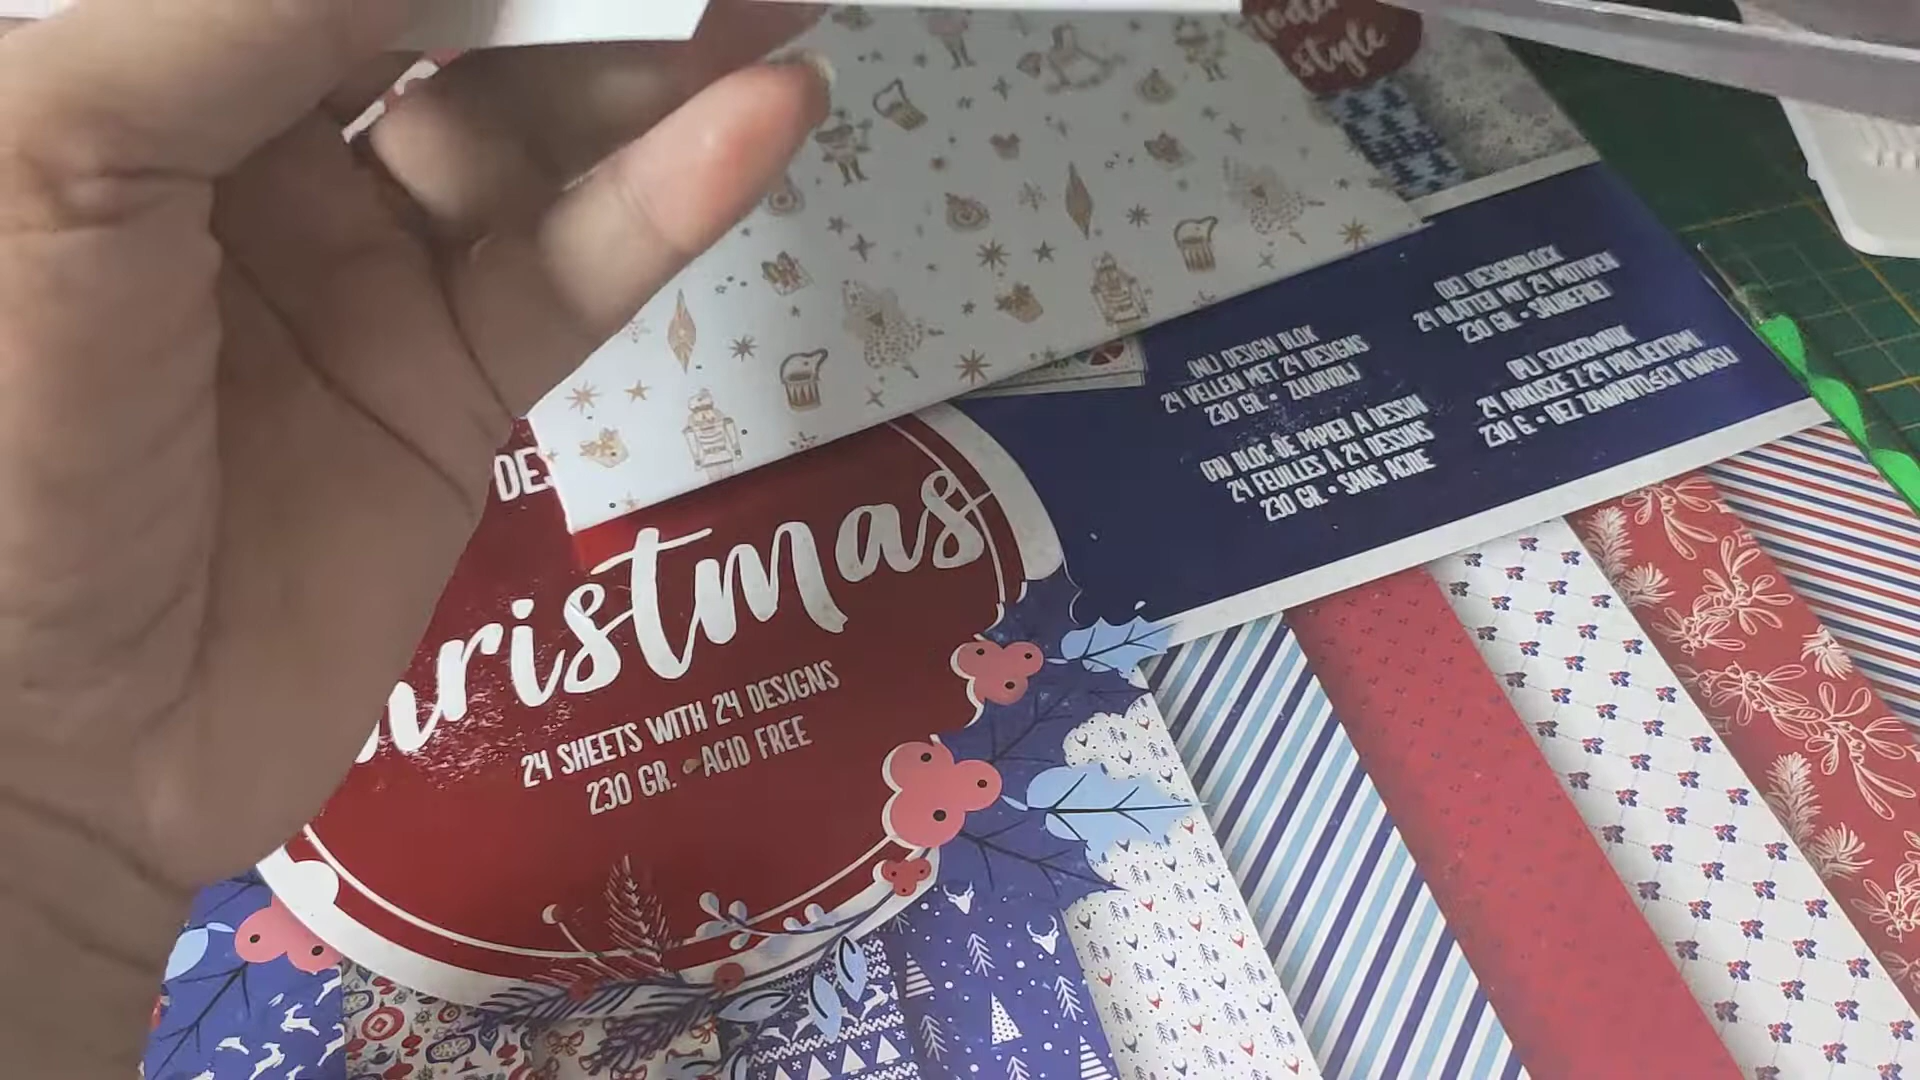 style
DES
Christmas
24 SHEETS WITH 24 DESIGNS
230 GR. • ACID FREE
(NL) DESIGN BLOK
24 VELLEN MET 24 DESIGNS
230 GR. • ZUURVRIJ
(FR) BLOC DE PAPIER A DESSIN
24 FEUILLES A 24 DESSINS
230 GR. • SANS ACIDE
(DE) DESIGNBLOCK
24 BLÄTTER MIT 24 MOTIVEN
230 GR. • SÄUREFREI
(PL) SZKICOWNIK
24 ARKUSZE Z 24 PROJEKTAMI
230 G. • BEZ ZAWARTOŚCI KWASU